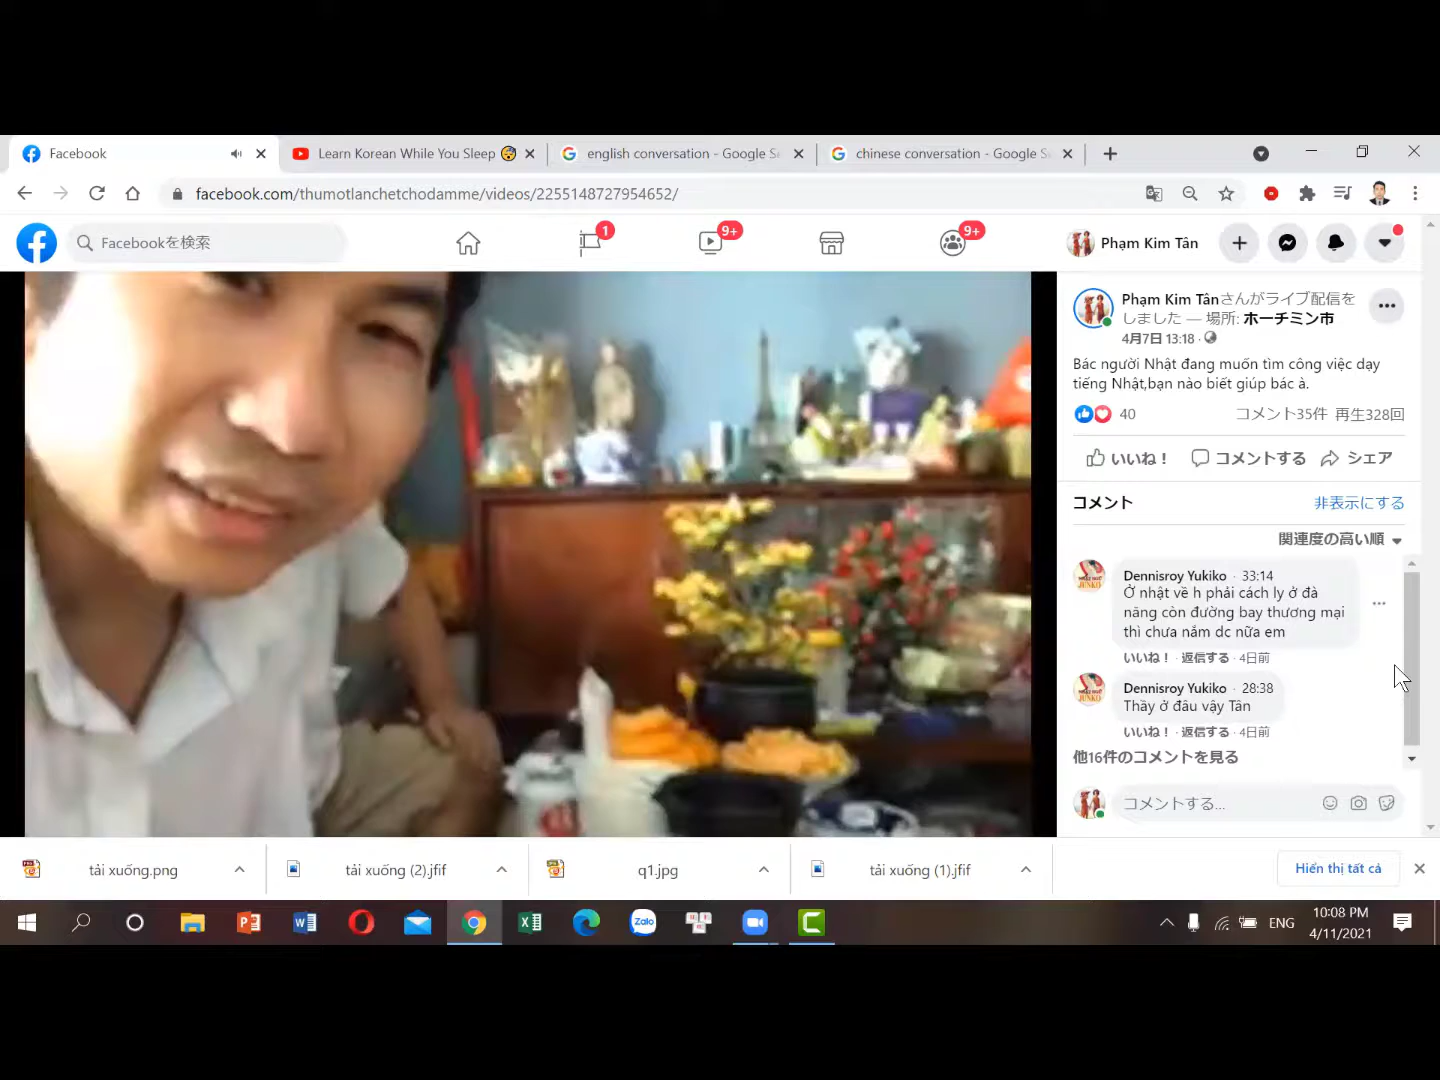 Facebook
Learn Korean While You Sleep 😴
english conversation - Google S
chinese conversation - Google S
facebook.com/thumotlanchetchodamme/videos/2255148727954652/
Facebookを検索
1
9+
9+
Phạm Kim Tân
Phạm Kim Tânさんがライブ配信を
しました — 場所: ホーチミン市
4月7日 13:18 ·
Bác người Nhật đang muốn tìm công việc dạy
tiếng Nhật,bạn nào biết giúp bác à.
40
コメント35件 再生328回
いいね！ コメントする シェア
コメント
非表示にする
関連度の高い順
Dennisroy Yukiko · 33:14
Ở nhật về h phải cách ly ở đà
năng còn đường bay thương mại
thì chưa nắm dc nữa em
いいね！ · 返信する · 4日前
Dennisroy Yukiko · 28:38
Thầy ở đâu vậy Tân
いいね！ · 返信する · 4日前
他16件のコメントを見る
コメントする...
tải xuống.png
tải xuống (2).jfif
q1.jpg
tải xuống (1).jfif
Hiển thị tất cả
Zalo
ENG
10:08 PM
4/11/2021